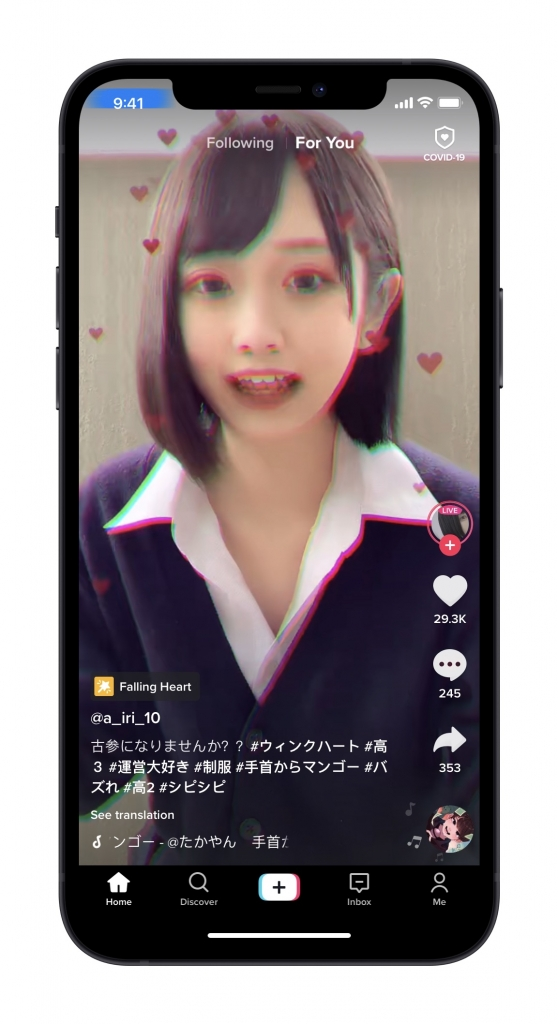 9:41
Following For You
COVID-19
LIVE
29.3K
245
353
Falling Heart
@a_iri_10
古参になりませんか？？ #ウィンクハート #高
3 #運営大好き #制服 #手首からマンゴー #バ
ズれ #高2 #シピシピ
See translation
ンゴー - @たかやん 手首
Home Discover Inbox Me